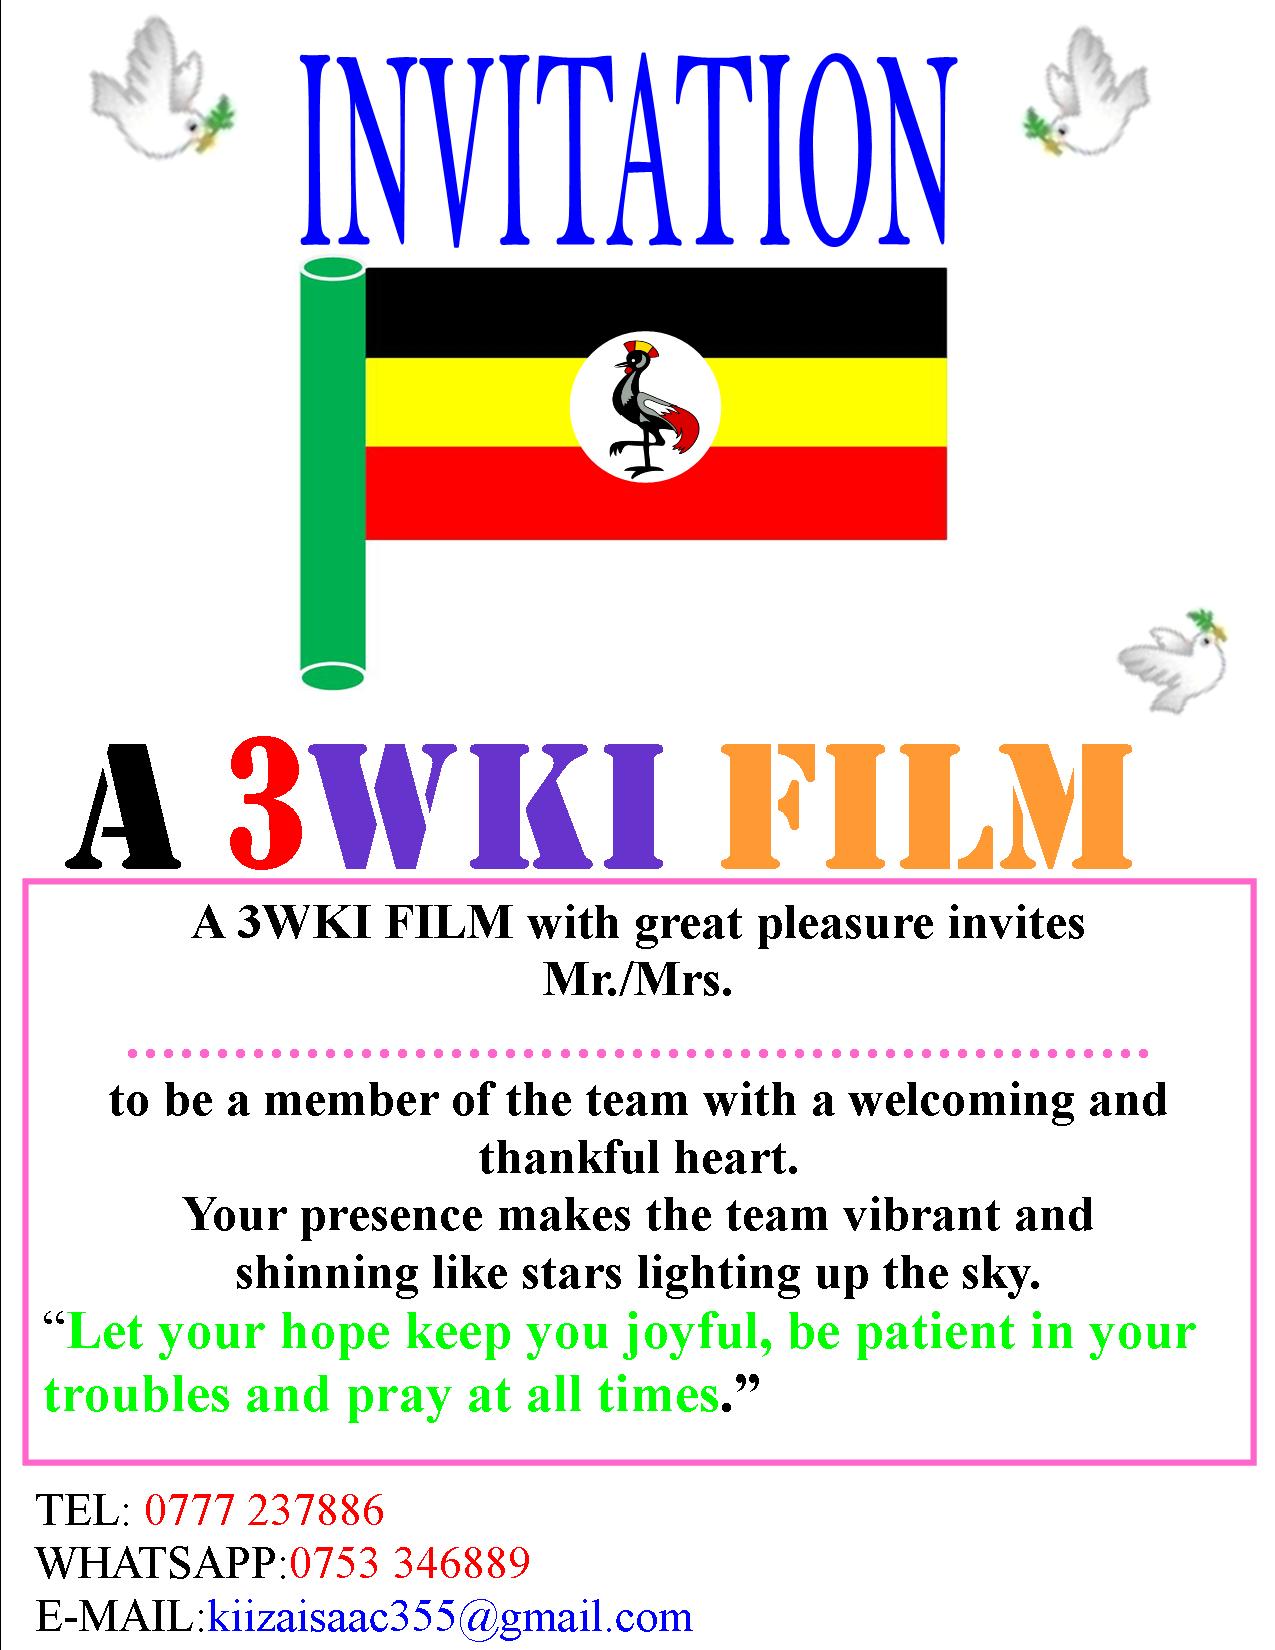 INVITATION
A 3WKI FILM
A 3WKI FILM with great pleasure invites
Mr./Mrs.
.........................................................
to be a member of the team with a welcoming and
thankful heart.
Your presence makes the team vibrant and
shinning like stars lighting up the sky.
“Let your hope keep you joyful, be patient in your
troubles and pray at all times.”
TEL: 0777 237886
WHATSAPP:0753 346889
E-MAIL:kiizaisaac355@gmail.com